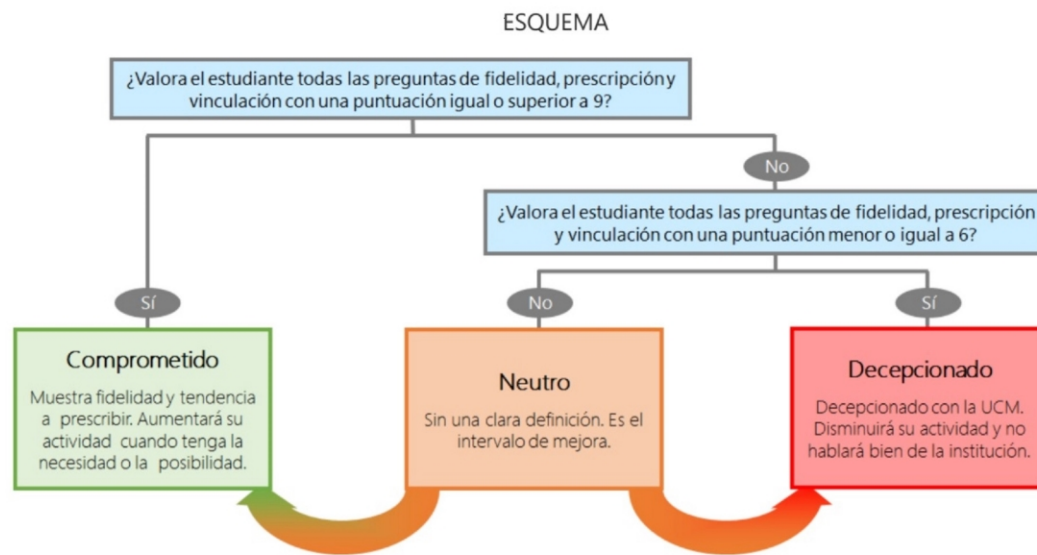 ESQUEMA
¿Valora el estudiante todas las preguntas de fidelidad, prescripción y
vinculación con una puntuación igual o superior a 9?
No
¿Valora el estudiante todas las preguntas de fidelidad, prescripción
y vinculación con una puntuación menor o igual a 6?
Sí
No
Sí
Comprometido
Muestra fidelidad y tendencia
a prescribir. Aumentará su
actividad cuando tenga la
necesidad o la posibilidad.
Neutro
Sin una clara definición. Es el
intervalo de mejora.
Decepcionado
Decepcionado con la UCM.
Disminuirá su actividad y no
hablará bien de la institución.